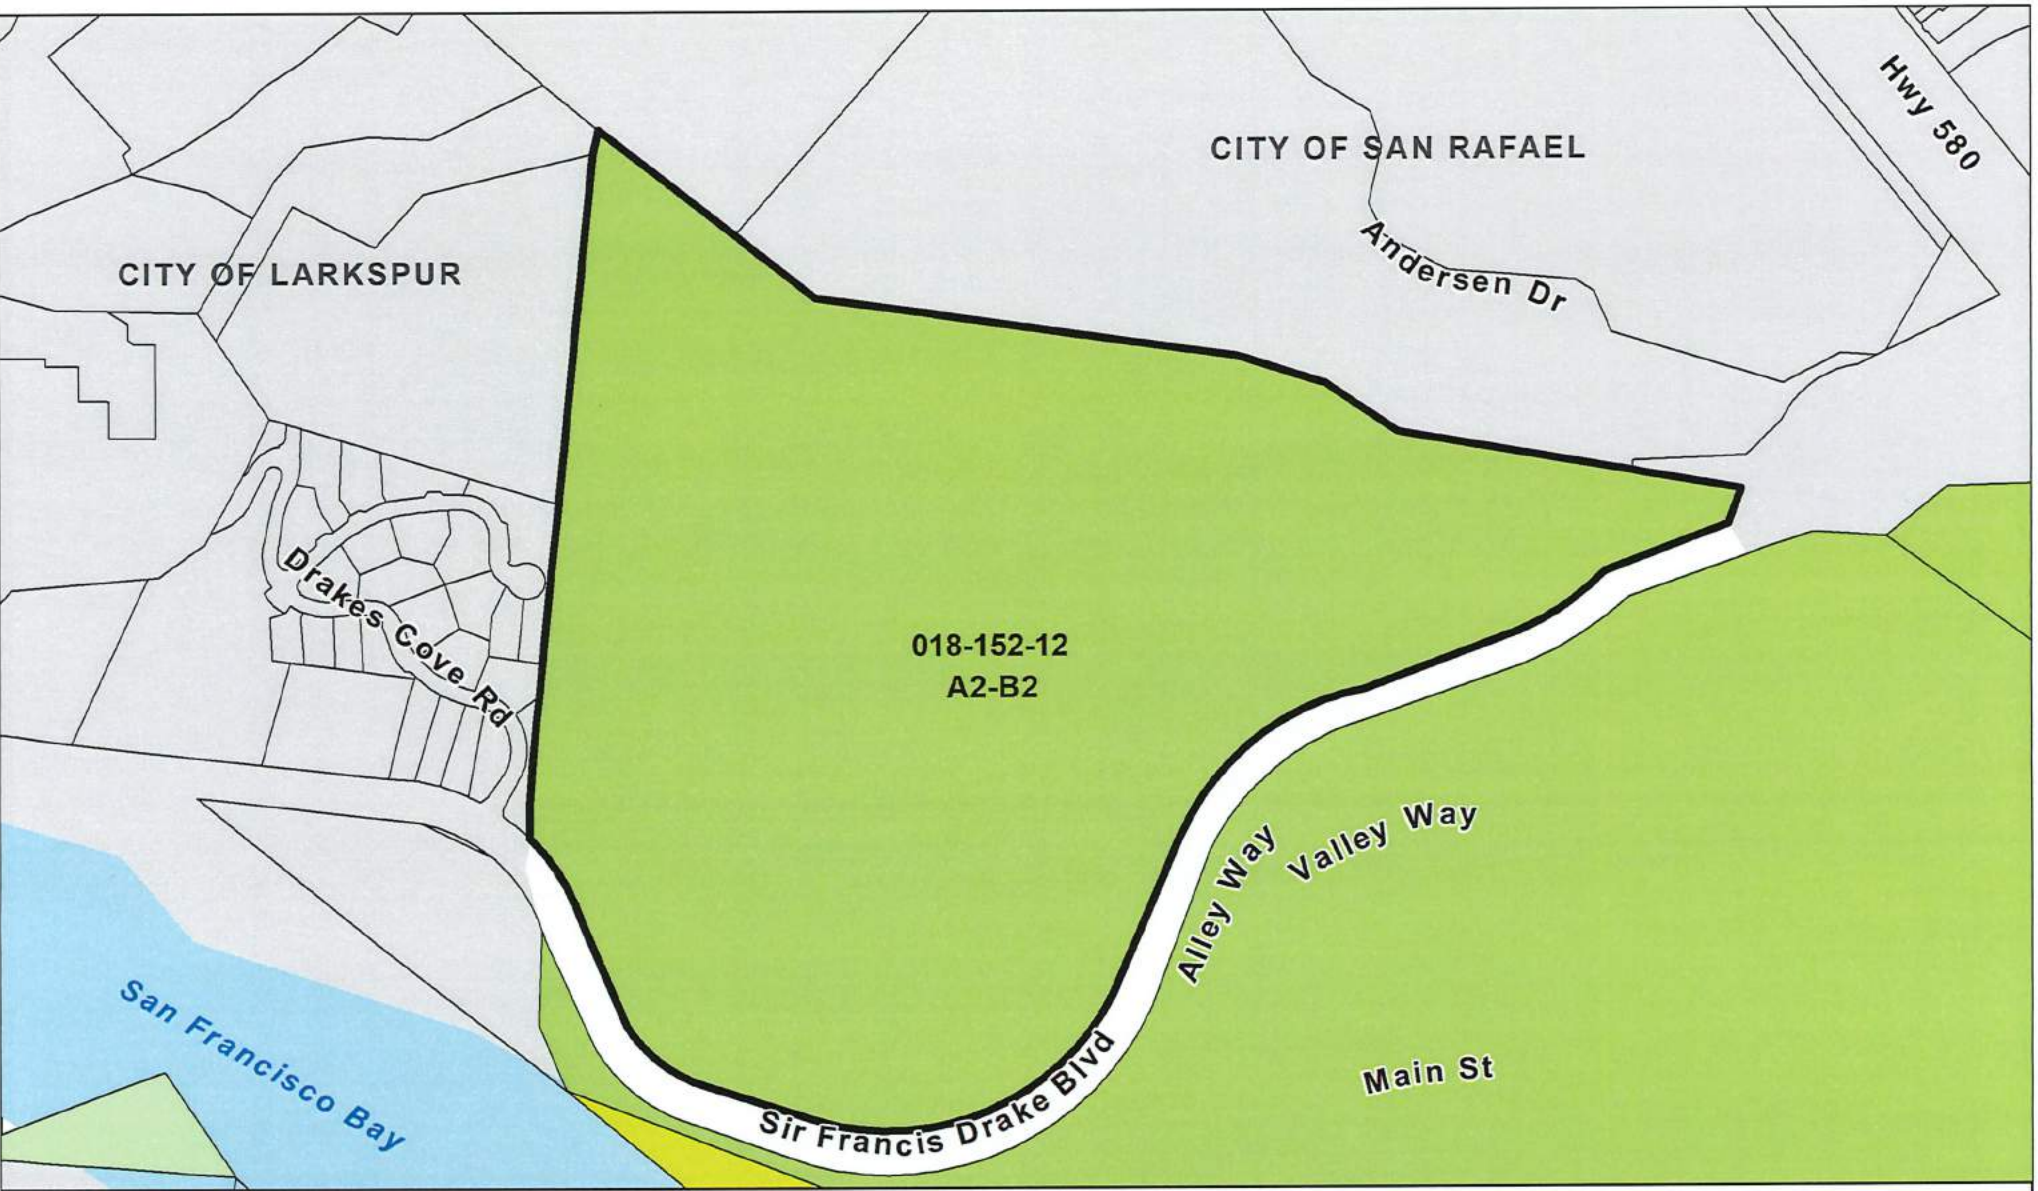 Hwy 580
CITY OF SAN RAFAEL
Andersen Dr
CITY OF LARKSPUR
Drakes Cove Rd
018-152-12
A2-B2
Valley Way
Alley Way
San Francisco Bay
Main St
Sir Francis Drake Blvd